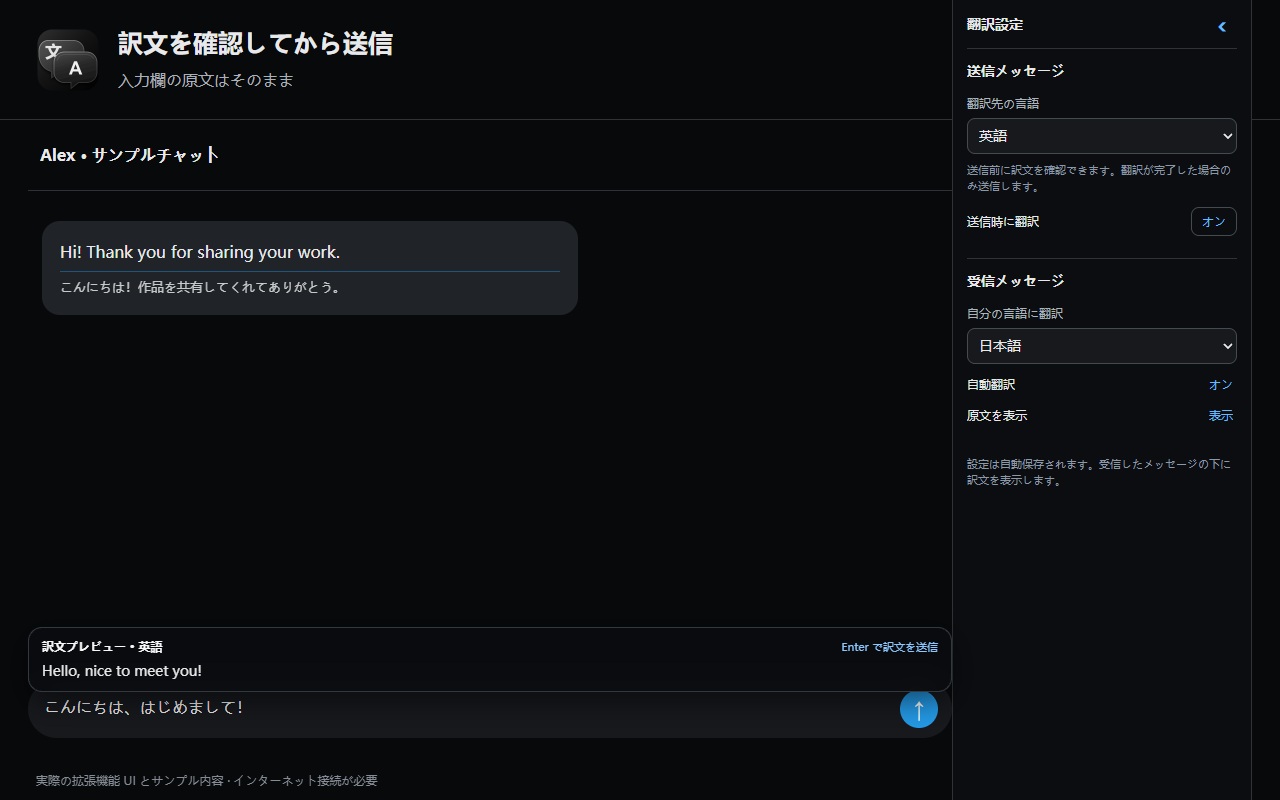 文
A
訳文を確認してから送信
入力欄の原文はそのまま
Alex • サンプルチャット
Hi! Thank you for sharing your work.
こんにちは！作品を共有してくれてありがとう。
訳文プレビュー・英語
Enter で訳文を送信
Hello, nice to meet you!
こんにちは、はじめまして！
↑
実際の拡張機能 UI とサンプル内容 · インターネット接続が必要
翻訳設定
送信メッセージ
翻訳先の言語
英語
送信前に訳文を確認できます。翻訳が完了した場合の
み送信します。
送信時に翻訳
オン
受信メッセージ
自分の言語に翻訳
日本語
自動翻訳
オン
原文を表示
表示
設定は自動保存されます。受信したメッセージの下に
訳文を表示します。